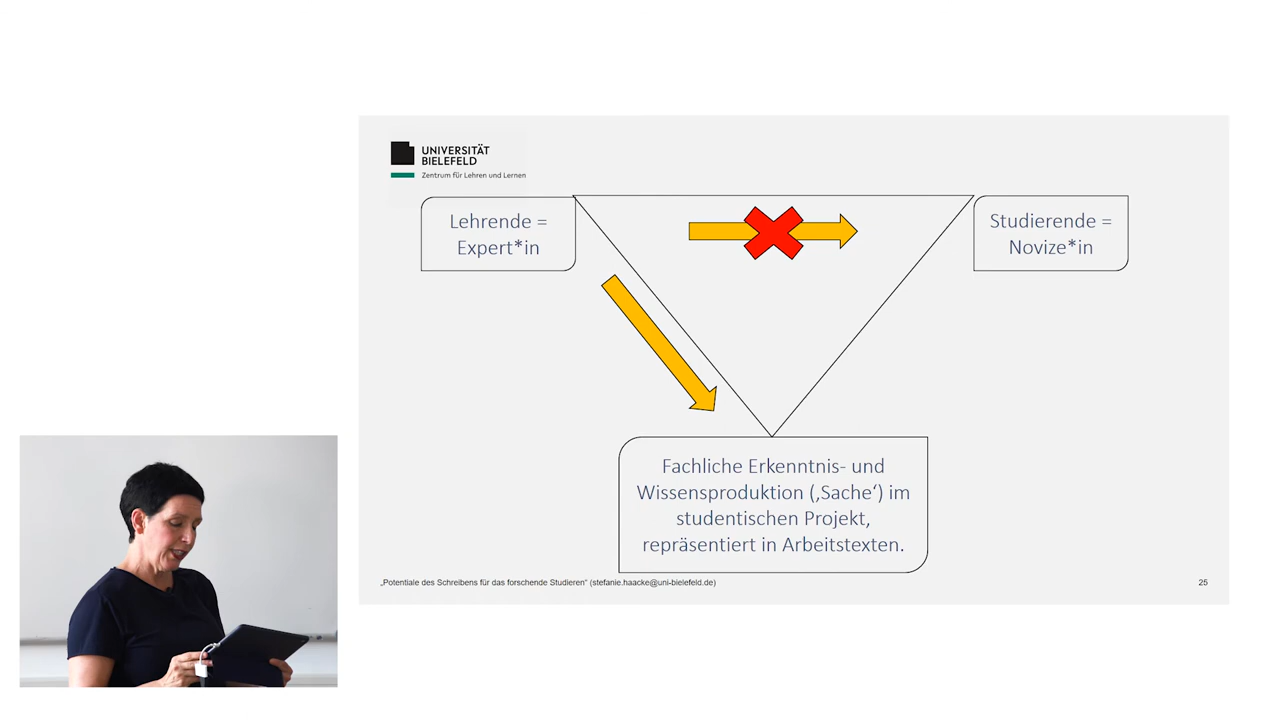 UNIVERSITÄT
BIELEFELD
Zentrum für Lehren und Lernen
Lehrende =
Expert*in
Studierende =
Novize*in
Fachliche Erkenntnis- und
Wissensproduktion (‚Sache‘) im
studentischen Projekt,
repräsentiert in Arbeitstexten.
„Potentiale des Schreibens für das forschende Studieren“ (stefanie.haacke@uni-bielefeld.de)
25